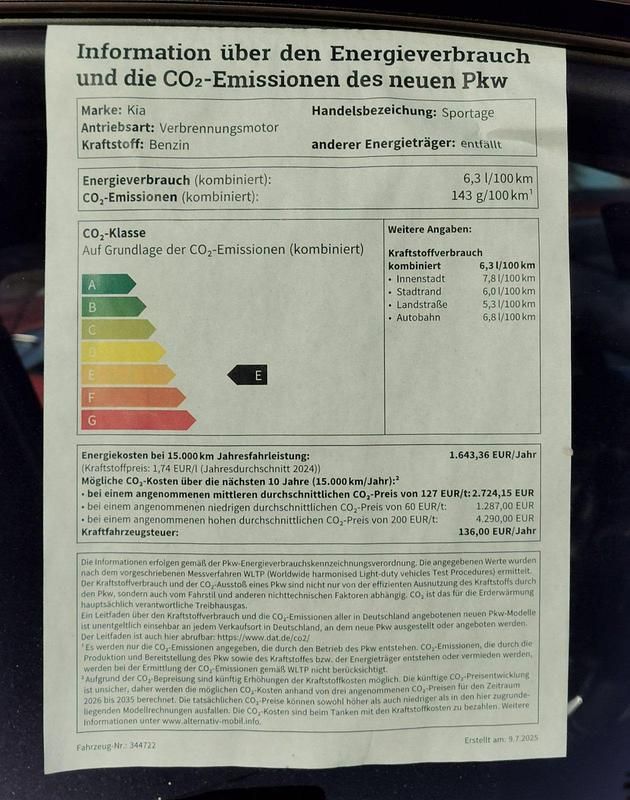 Information über den Energieverbrauch
und die CO₂-Emissionen des neuen Pkw
Marke: Kia
Handelsbezeichung: Sportage
Antriebsart: Verbrennungsmotor
Kraftstoff: Benzin
anderer Energieträger: entfällt
Energieverbrauch (kombiniert): 6,3 l/100 km
CO₂-Emissionen (kombiniert): 143 g/100 km¹
CO₂-Klasse
Auf Grundlage der CO₂-Emissionen (kombiniert)
A
B
C
D
E
E
F
G
Weitere Angaben:
Kraftstoffverbrauch
kombiniert 6,3 l/100 km
• Innenstadt 7,8 l/100 km
• Stadtrand 6,0 l/100 km
• Landstraße 5,3 l/100 km
• Autobahn 6,8 l/100 km
Energiekosten bei 15.000 km Jahresfahrleistung: 1.643,36 EUR/Jahr
(Kraftstoffpreis: 1,74 EUR/l (Jahresdurchschnitt 2024))
Mögliche CO₂-Kosten über die nächsten 10 Jahre (15.000 km/Jahr):²
• bei einem angenommenen mittleren durchschnittlichen CO₂-Preis von 127 EUR/t: 2.724,15 EUR
• bei einem angenommenen niedrigen durchschnittlichen CO₂-Preis von 60 EUR/t: 1.287,00 EUR
• bei einem angenommenen hohen durchschnittlichen CO₂-Preis von 200 EUR/t: 4.290,00 EUR
Kraftfahrzeugsteuer: 136,00 EUR/Jahr
Die Informationen erfolgen gemäß der Pkw-Energieverbrauchskennzeichnungsverordnung. Die angegebenen Werte wurden
nach dem vorgeschriebenen Messverfahren WLTP (Worldwide harmonised Light-duty vehicles Test Procedures) ermittelt.
Der Kraftstoffverbrauch und der CO₂-Ausstoß eines Pkw sind nicht nur von der effizienten Ausnutzung des Kraftstoffs durch
den Pkw, sondern auch vom Fahrstil und anderen nichttechnischen Faktoren abhängig. CO₂ ist das für die Erderwärmung
hauptsächlich verantwortliche Treibhausgas.
Ein Leitfaden über den Kraftstoffverbrauch und die CO₂-Emissionen aller in Deutschland angebotenen neuen Pkw-Modelle
ist unentgeltlich einsehbar an jedem Verkaufsort in Deutschland, an dem neue Pkw ausgestellt oder angeboten werden.
Der Leitfaden ist auch hier abrufbar: https://www.dat.de/co2/
¹ Es werden nur die CO₂-Emissionen angegeben, die durch den Betrieb des Pkw entstehen. CO₂-Emissionen, die durch die
Produktion und Bereitstellung des Pkw sowie des Kraftstoffes bzw. der Energieträger entstehen oder vermieden werden,
werden bei der Ermittlung der CO₂-Emissionen gemäß WLTP nicht berücksichtigt.
² Aufgrund der CO₂-Bepreisung sind künftig Erhöhungen der Kraftstoffkosten möglich. Die künftige CO₂-Preisentwicklung
ist unsicher, daher werden die möglichen CO₂-Kosten anhand von drei angenommenen CO₂-Preisen für den Zeitraum
2026 bis 2035 berechnet. Die tatsächlichen CO₂-Preise können sowohl höher als auch niedriger als in den hier zugrunde-
liegenden Modellrechnungen ausfallen. Die CO₂-Kosten sind beim Tanken mit den Kraftstoffkosten zu bezahlen. Weitere
Informationen unter www.alternativ-mobil.info.
Fahrzeug-Nr.: 344722
Erstellt am: 9.7.2025